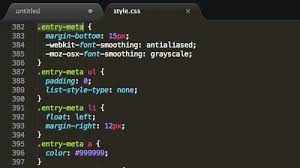 untitled
style.css
382 .entry-meta {
383 margin-bottom: 15px;
384 -webkit-font-smoothing: antialiased;
385 -moz-osx-font-smoothing: grayscale;
386 }
387 .entry-meta ul {
388 padding: 0;
389 list-style-type: none;
390 }
391 .entry-meta li {
392 float: left;
393 margin-right: 12px;
394 }
395 .entry-meta a {
396 color: #999999;